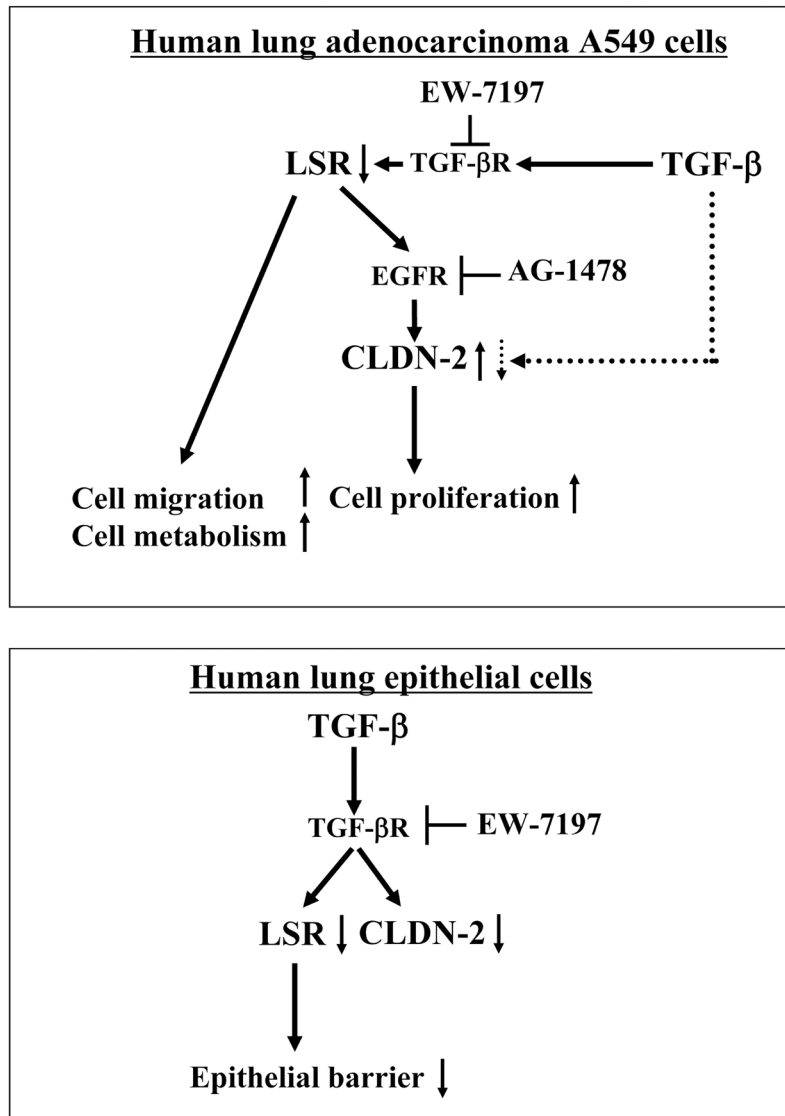 Human lung adenocarcinoma A549 cells
EW-7197
LSR↓ TGF-βR TGF-β
EGFR AG-1478
CLDN-2↑↓
Cell migration ↑ Cell proliferation ↑
Cell metabolism ↑
Human lung epithelial cells
TGF-β
TGF-βR EW-7197
LSR↓ CLDN-2↓
Epithelial barrier ↓